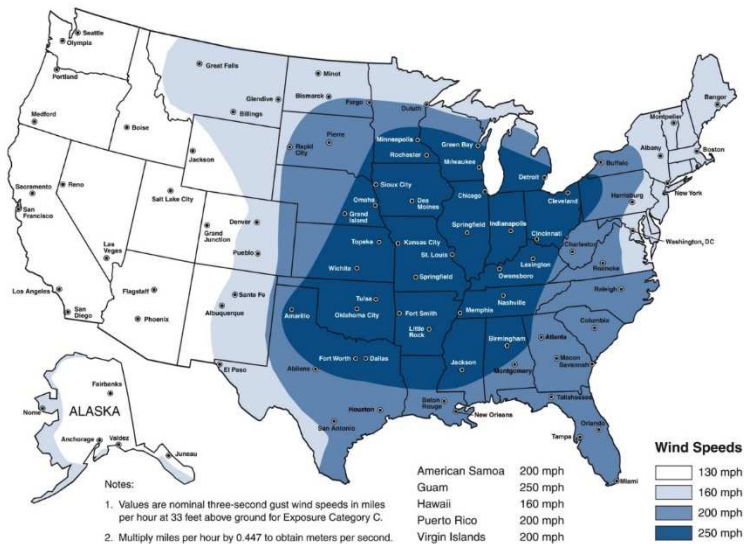 Seattle
Olympia
Portland
Medford
Boise
Great Falls
Glendive
Billings
Jackson
Minot
Bismarck
Fargo
Duluth
Pierre
Rapid City
Minneapolis
Rochester
Green Bay
Milwaukee
Detroit
Buffalo
Montpelier
Bangor
Albany
Boston
New York
Harrisburg
Washington, DC
Sacramento
San Francisco
Reno
Salt Lake City
Las Vegas
Los Angeles
San Diego
Flagstaff
Phoenix
Grand Junction
Denver
Pueblo
Santa Fe
Albuquerque
El Paso
Sioux City
Omaha
Grand Island
Des Moines
Chicago
Cleveland
Topeka
Kansas City
Springfield
Indianapolis
Cincinnati
Charleston
Wichita
St. Louis
Springfield
Lexington
Owensboro
Roanoke
Raleigh
Amarillo
Tulsa
Oklahoma City
Fort Smith
Little Rock
Memphis
Nashville
Columbia
Birmingham
Atlanta
Macon
Savannah
Abilene
Fort Worth
Dallas
Jackson
Montgomery
Tallahassee
San Antonio
Houston
Baton Rouge
New Orleans
Orlando
Tampa
Miami
Fairbanks
Nome
ALASKA
Anchorage
Valdez
Juneau
Notes:
1. Values are nominal three-second gust wind speeds in miles
per hour at 33 feet above ground for Exposure Category C.
2. Multiply miles per hour by 0.447 to obtain meters per second.
American Samoa 200 mph
Guam 250 mph
Hawaii 160 mph
Puerto Rico 200 mph
Virgin Islands 200 mph
Wind Speeds
130 mph
160 mph
200 mph
250 mph